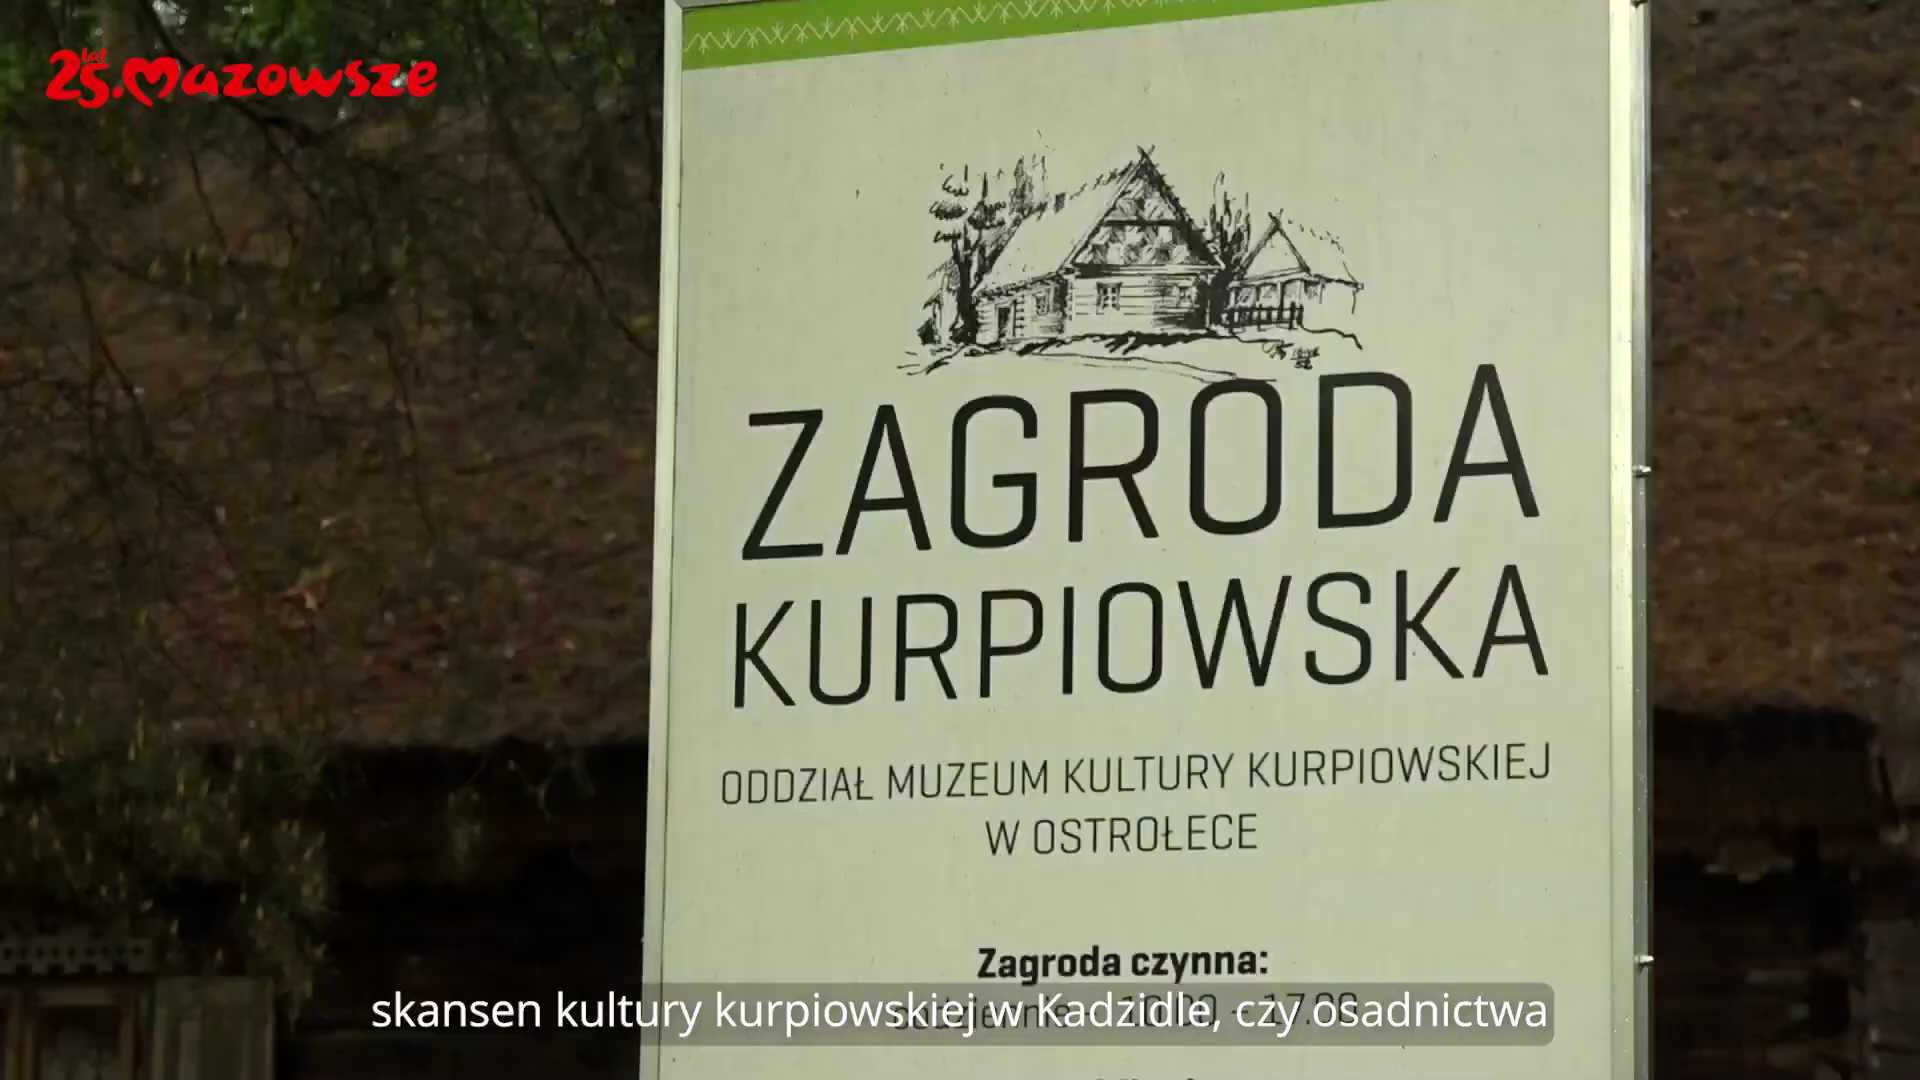 25 lat
Mazowsze
ZAGRODA
KURPIOWSKA
ODDZIAŁ MUZEUM KULTURY KURPIOWSKIEJ
W OSTROŁECE
Zagroda czynna:
skansen kultury kurpiowskiej w Kadzidle, czy osadnictwa